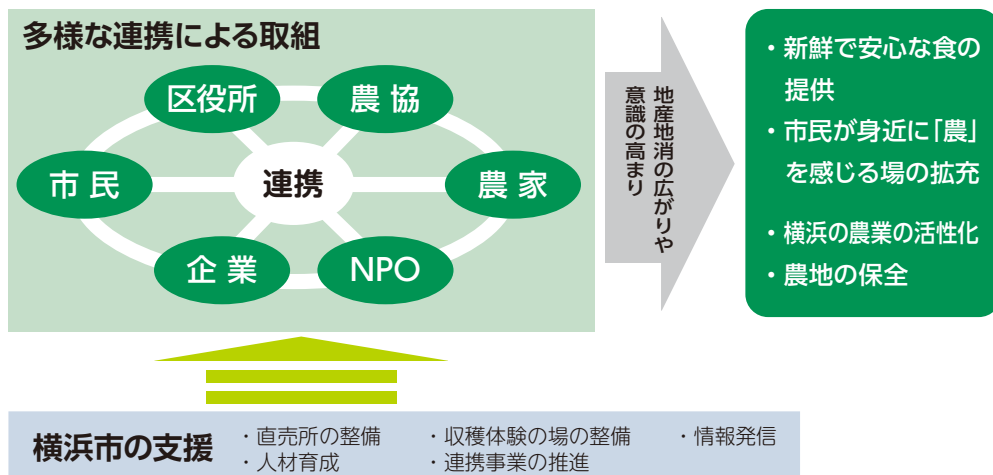 多様な連携による取組
区役所
農協
市民
連携
農家
企業
NPO
地産地消の広がりや
意識の高まり
・新鮮で安心な食の
提供
・市民が身近に「農」
を感じる場の拡充
・横浜の農業の活性化
・農地の保全
横浜市の支援
・直売所の整備 ・収穫体験の場の整備 ・情報発信
・人材育成 ・連携事業の推進